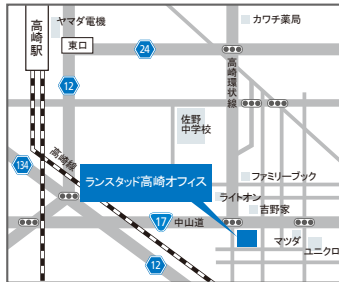 高崎駅
ヤマダ電機
東口
24
カワチ薬局
高崎環状線
12
佐野
中学校
高崎線
134
ランスタッド高崎オフィス
ファミリーブック
ライトオン
吉野家
17
中山道
マツダ
ユニクロ
12